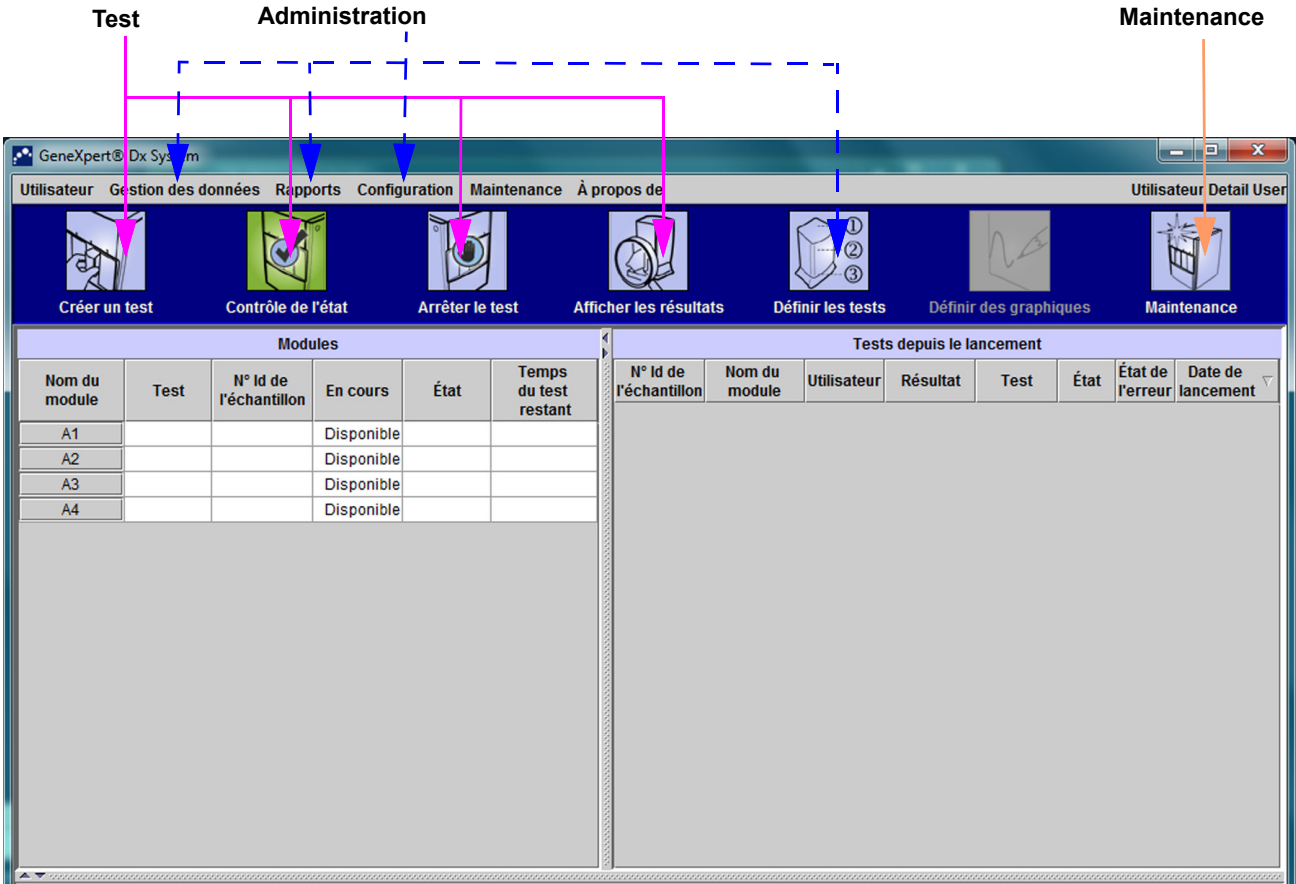 Test Administration Maintenance
GeneXpert® Dx System
Utilisateur Gestion des données Rapports Configuration Maintenance À propos de Utilisateur Detail User
①
②
③
Créer un test Contrôle de l'état Arrêter le test Afficher les résultats Définir les tests Définir des graphiques Maintenance
Modules
Nom du module
Test
N° Id de l'échantillon
En cours
État
Temps du test restant
A1 Disponible
A2 Disponible
A3 Disponible
A4 Disponible
Tests depuis le lancement
N° Id de l'échantillon
Nom du module
Utilisateur
Résultat
Test
État
État de l'erreur
Date de lancement